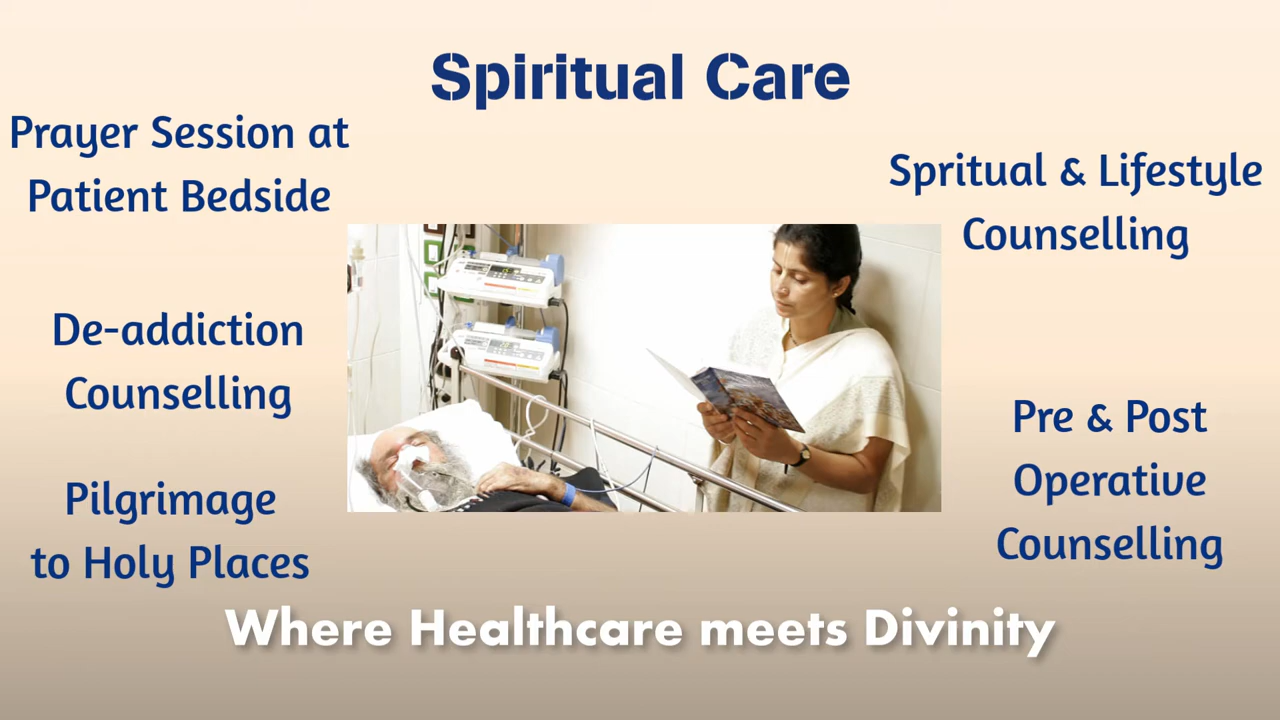 Spiritual Care
Prayer Session at
Patient Bedside
Spritual & Lifestyle
Counselling
De-addiction
Counselling
Pre & Post
Operative
Counselling
Pilgrimage
to Holy Places
Where Healthcare meets Divinity